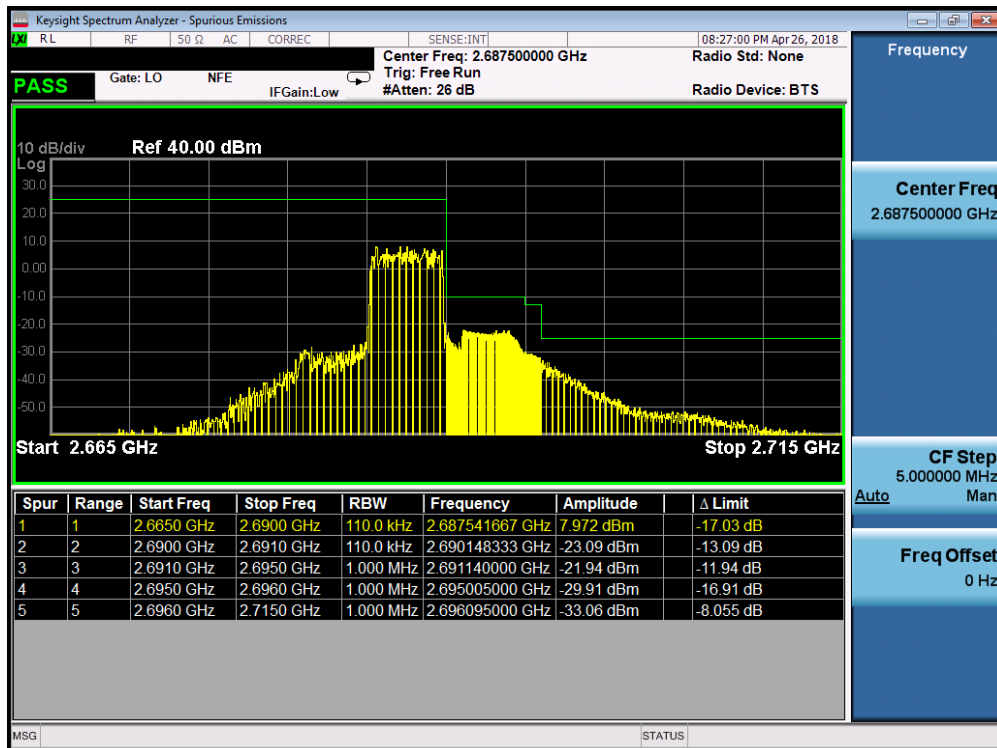 Keysight Spectrum Analyzer - Spurious Emissions
LXI RL RF 50 Ω AC CORREC SENSE:INT 08:27:00 PM Apr 26, 2018
Center Freq: 2.687500000 GHz Radio Std: None
PASS Gate: LO NFE Trig: Free Run
IFGain:Low #Atten: 26 dB Radio Device: BTS
10 dB/div Ref 40.00 dBm
Log
30.0
20.0
10.0
0.00
-10.0
-20.0
-30.0
-40.0
-50.0
Start 2.665 GHz Stop 2.715 GHz
Spur Range Start Freq Stop Freq RBW Frequency Amplitude Δ Limit
1 1 2.6650 GHz 2.6900 GHz 110.0 kHz 2.687541667 GHz 7.972 dBm -17.03 dB
2 2 2.6900 GHz 2.6910 GHz 110.0 kHz 2.690148333 GHz -23.09 dBm -13.09 dB
3 3 2.6910 GHz 2.6950 GHz 1.000 MHz 2.691140000 GHz -21.94 dBm -11.94 dB
4 4 2.6950 GHz 2.6960 GHz 1.000 MHz 2.695005000 GHz -29.91 dBm -16.91 dB
5 5 2.6960 GHz 2.7150 GHz 1.000 MHz 2.696095000 GHz -33.06 dBm -8.055 dB
MSG STATUS
Frequency
Center Freq
2.687500000 GHz
CF Step
5.000000 MHz
Auto Man
Freq Offset
0 Hz